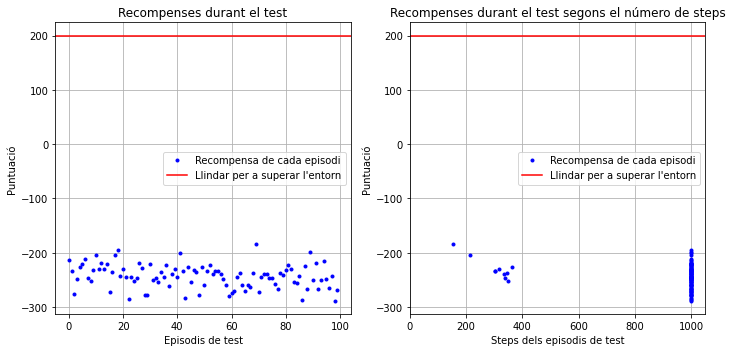 Recompenses durant el test
200
100
0
−100
−200
−300
Puntuació
Recompensa de cada episodi
Llindar per a superar l'entorn
0
20
40
60
80
100
Episodis de test
Recompenses durant el test segons el número de steps
200
100
0
−100
−200
−300
Puntuació
Recompensa de cada episodi
Llindar per a superar l'entorn
0
200
400
600
800
1000
Steps dels episodis de test